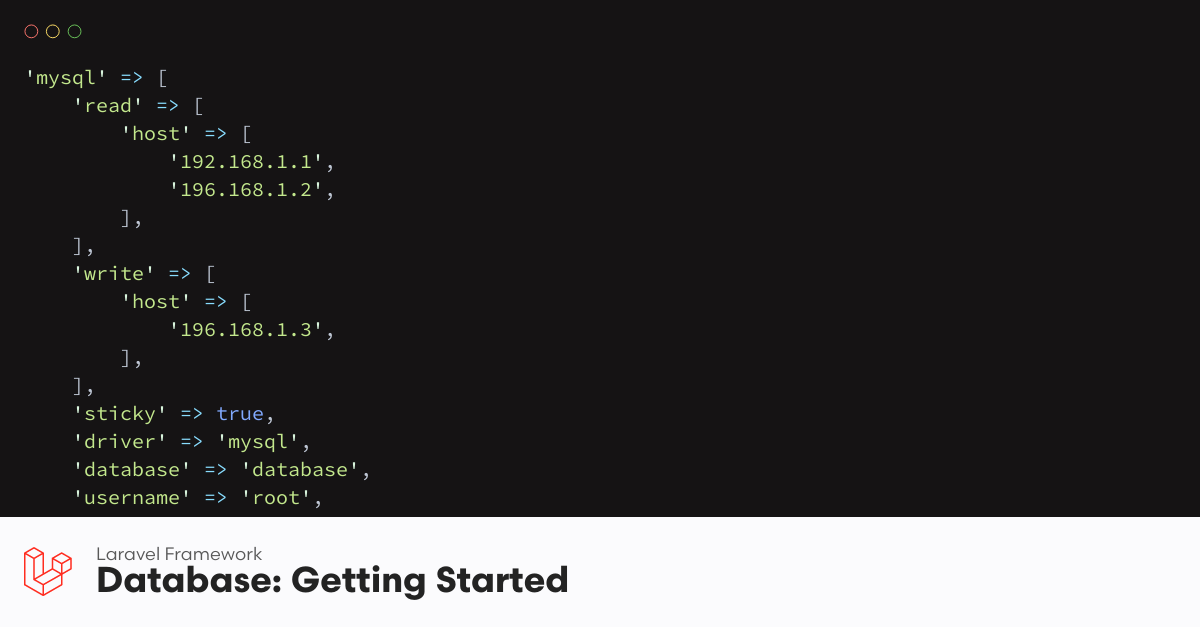 'mysql' => [
    'read' => [
        'host' => [
            '192.168.1.1',
            '196.168.1.2',
        ],
    ],
    'write' => [
        'host' => [
            '196.168.1.3',
        ],
    ],
    'sticky' => true,
    'driver' => 'mysql',
    'database' => 'database',
    'username' => 'root',
Laravel Framework
Database: Getting Started